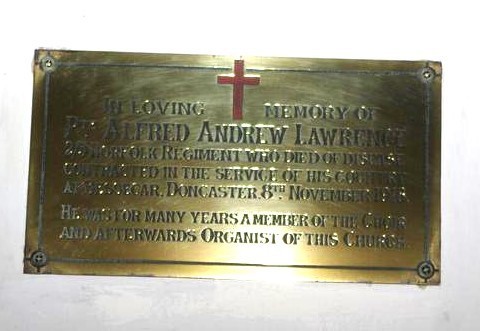 IN LOVING MEMORY OF
PT ALFRED ANDREW LAWRENCE
NORFOLK REGIMENT WHO DIED OF DISEASE
CONTRACTED IN THE SERVICE OF HIS COUNTRY
DONCASTER. 8TH NOVEMBER
HE WAS FOR MANY YEARS A MEMBER OF THE CHOIR
AND AFTERWARDS ORGANIST OF THIS CHURCH.